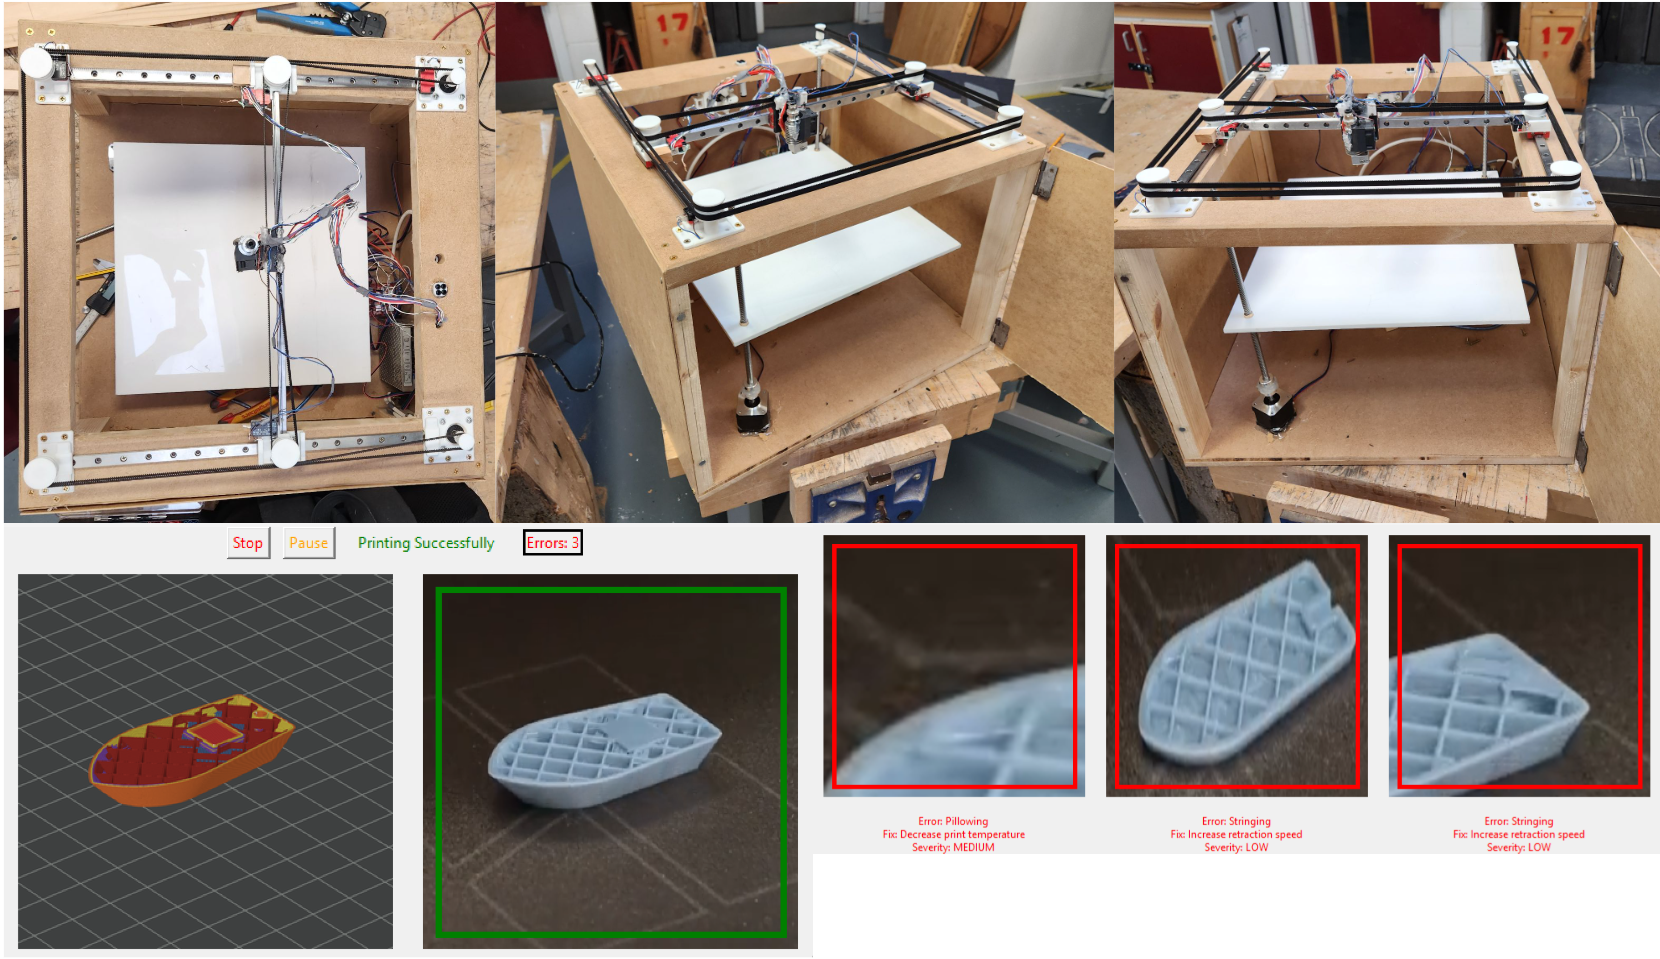 17
17
Stop Pause Printing Successfully Errors: 3
Error: Pillowing
Fix: Decrease print temperature
Severity: MEDIUM
Error: Stringing
Fix: Increase retraction speed
Severity: LOW
Error: Stringing
Fix: Increase retraction speed
Severity: LOW